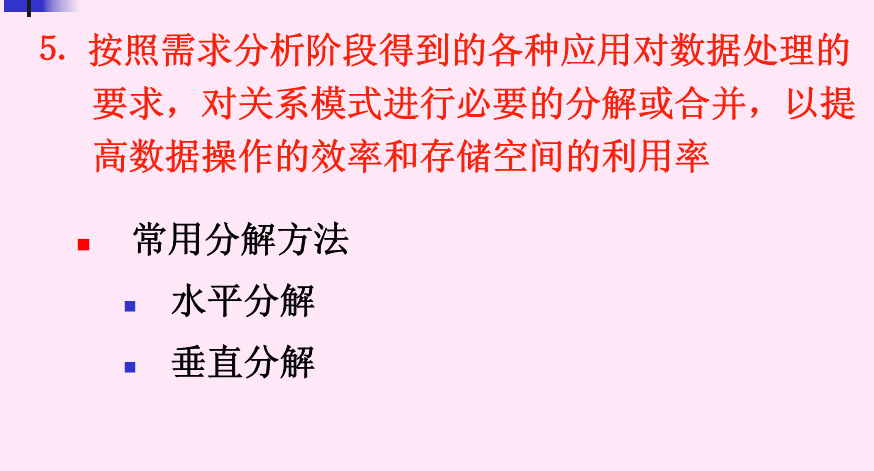 5. 按照需求分析阶段得到的各种应用对数据处理的
要求，对关系模式进行必要的分解或合并，以提
高数据操作的效率和存储空间的利用率
常用分解方法
水平分解
垂直分解